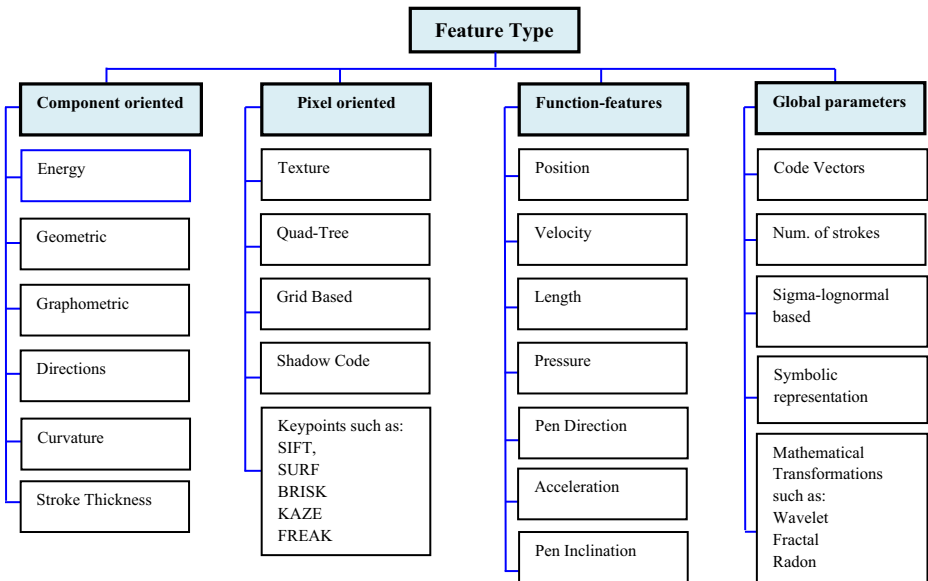 Feature Type
Component oriented
Energy
Geometric
Graphometric
Directions
Curvature
Stroke Thickness
Pixel oriented
Texture
Quad-Tree
Grid Based
Shadow Code
Keypoints such as:
SIFT,
SURF
BRISK
KAZE
FREAK
Function-features
Position
Velocity
Length
Pressure
Pen Direction
Acceleration
Pen Inclination
Global parameters
Code Vectors
Num. of strokes
Sigma-lognormal
based
Symbolic
representation
Mathematical
Transformations
such as:
Wavelet
Fractal
Radon